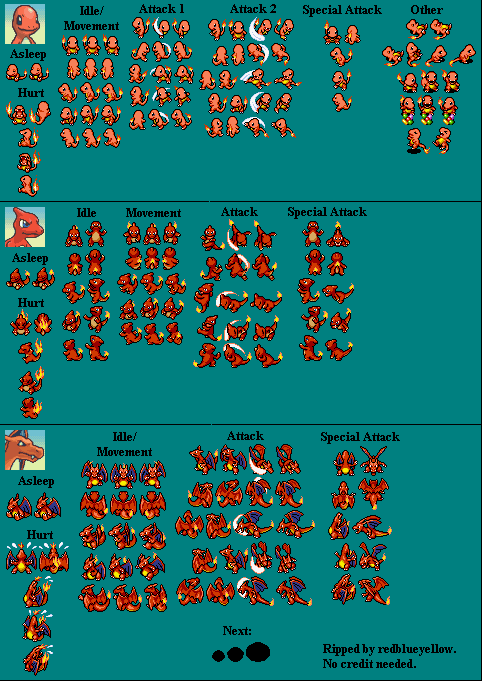 Idle/
Movement
Attack 1
Attack 2
Special Attack
Other
Asleep
Hurt
Idle
Movement
Attack
Special Attack
Asleep
Hurt
Idle/
Movement
Attack
Special Attack
Asleep
Hurt
Next:
Ripped by redblueyellow.
No credit needed.